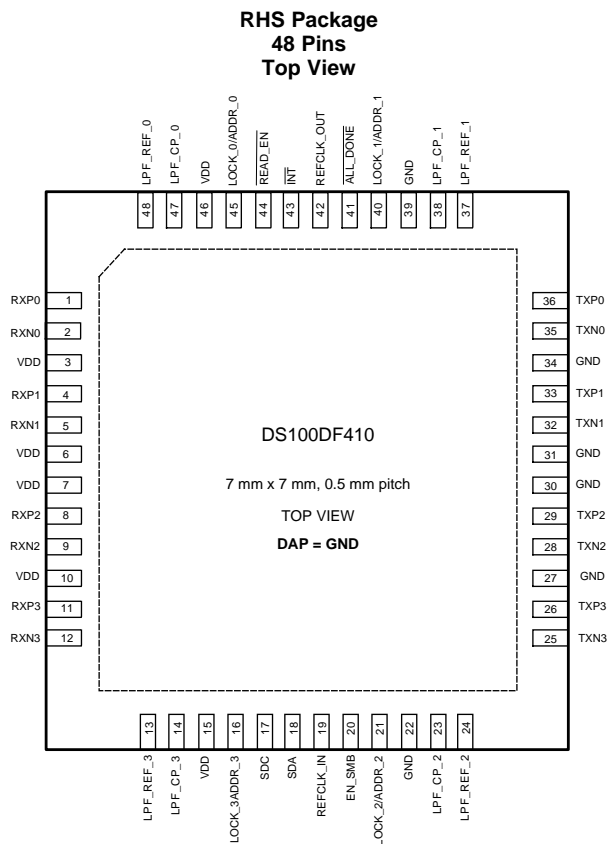 RHS Package
48 Pins
Top View
LPF_REF_0
LPF_CP_0
VDD
LOCK_0/ADDR_0
READ_EN
INT
REFCLK_OUT
ALL_DONE
LOCK_1/ADDR_1
GND
LPF_CP_1
LPF_REF_1
48
47
46
45
44
43
42
41
40
39
38
37
RXP0 1
36 TXP0
RXN0 2
35 TXN0
VDD 3
34 GND
RXP1 4
33 TXP1
RXN1 5
32 TXN1
VDD 6
31 GND
VDD 7
30 GND
RXP2 8
29 TXP2
RXN2 9
28 TXN2
VDD 10
27 GND
RXP3 11
26 TXP3
RXN3 12
25 TXN3
DS100DF410
7 mm x 7 mm, 0.5 mm pitch
TOP VIEW
DAP = GND
13
14
15
16
17
18
19
20
21
22
23
24
LPF_REF_3
LPF_CP_3
VDD
LOCK_3ADDR_3
SDC
SDA
REFCLK_IN
EN_SMB
LOCK_2/ADDR_2
GND
LPF_CP_2
LPF_REF_2